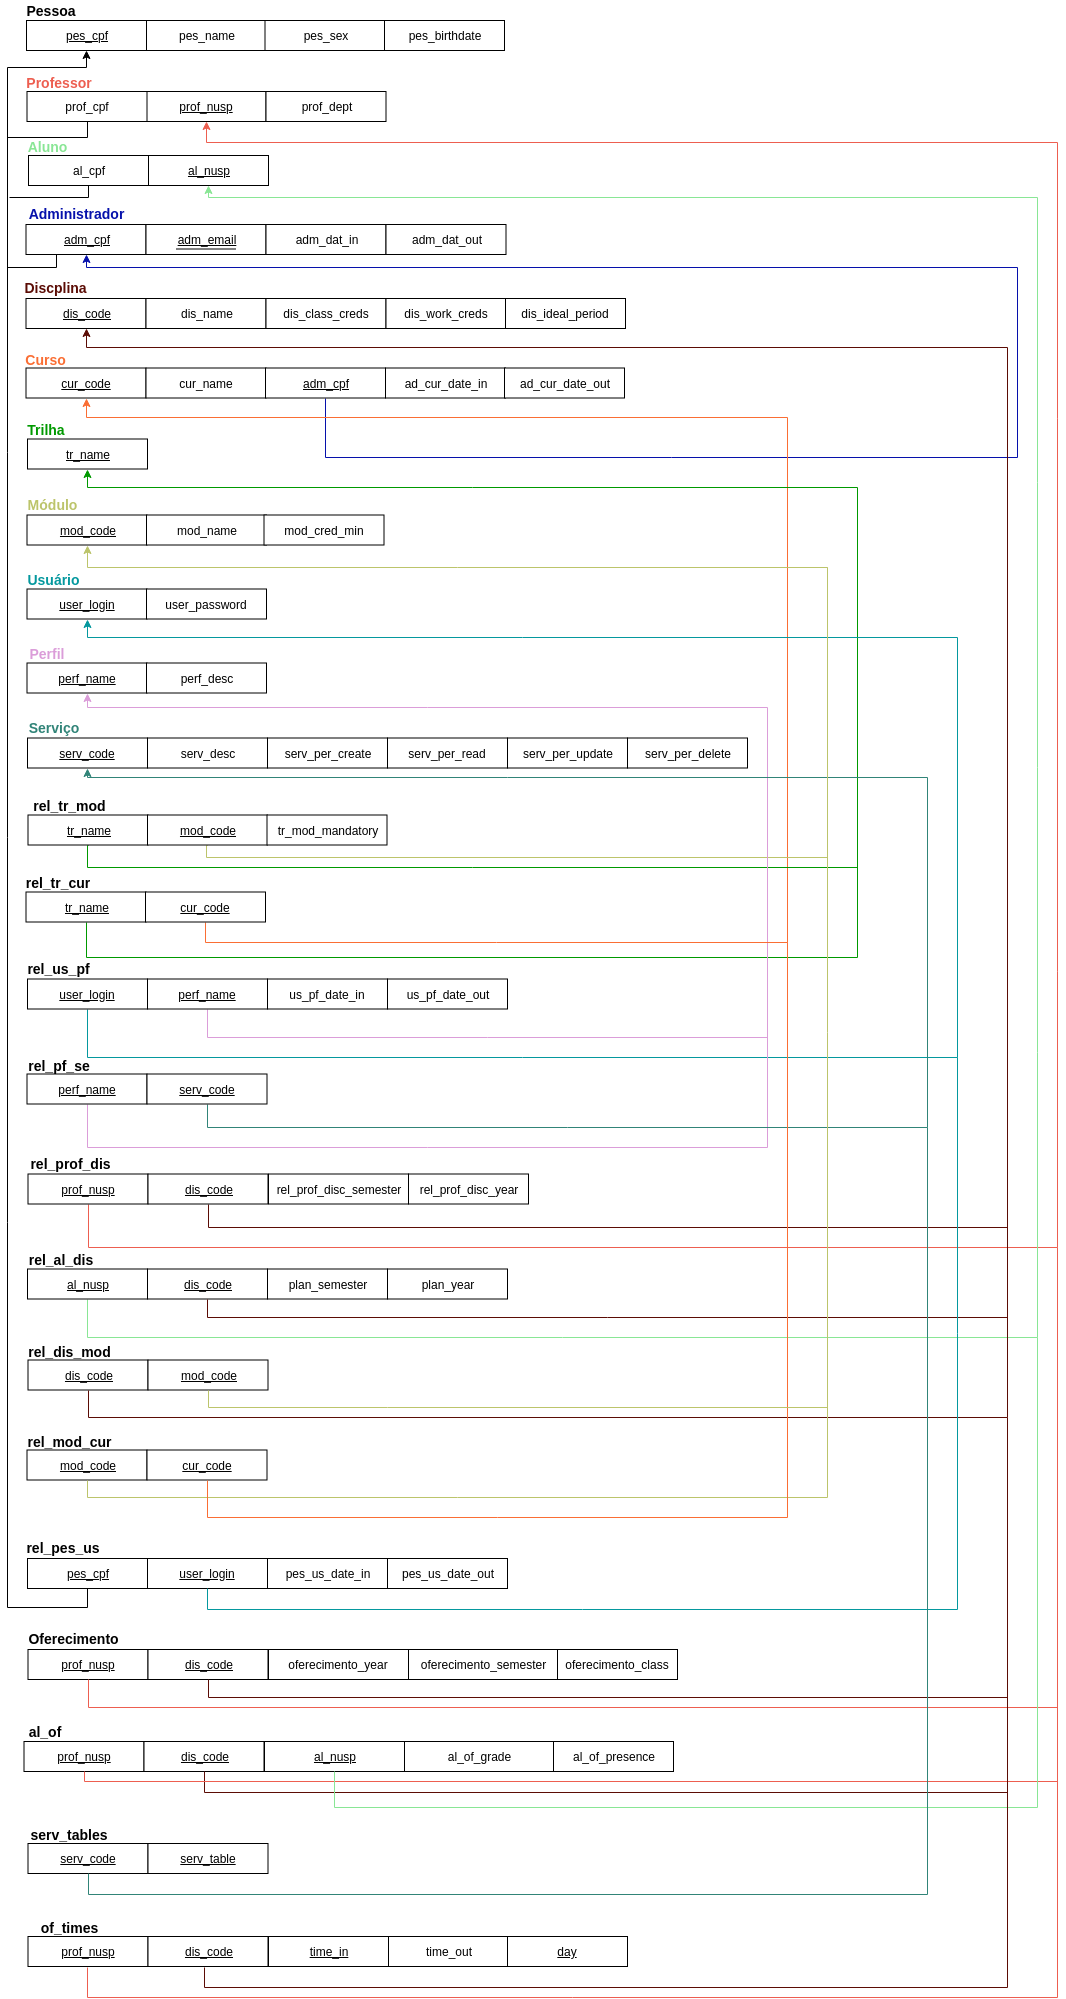 Pessoa
pes_cpf pes_name pes_sex pes_birthdate
Professor
prof_cpf prof_nusp prof_dept
Aluno
al_cpf al_nusp
Administrador
adm_cpf adm_email adm_dat_in adm_dat_out
Discplina
dis_code dis_name dis_class_creds dis_work_creds dis_ideal_period
Curso
cur_code cur_name adm_cpf ad_cur_date_in ad_cur_date_out
Trilha
tr_name
Módulo
mod_code mod_name mod_cred_min
Usuário
user_login user_password
Perfil
perf_name perf_desc
Serviço
serv_code serv_desc serv_per_create serv_per_read serv_per_update serv_per_delete
rel_tr_mod
tr_name mod_code tr_mod_mandatory
rel_tr_cur
tr_name cur_code
rel_us_pf
user_login perf_name us_pf_date_in us_pf_date_out
rel_pf_se
perf_name serv_code
rel_prof_dis
prof_nusp dis_code rel_prof_disc_semester rel_prof_disc_year
rel_al_dis
al_nusp dis_code plan_semester plan_year
rel_dis_mod
dis_code mod_code
rel_mod_cur
mod_code cur_code
rel_pes_us
pes_cpf user_login pes_us_date_in pes_us_date_out
Oferecimento
prof_nusp dis_code oferecimento_year oferecimento_semester oferecimento_class
al_of
prof_nusp dis_code al_nusp al_of_grade al_of_presence
serv_tables
serv_code serv_table
of_times
prof_nusp dis_code time_in time_out day